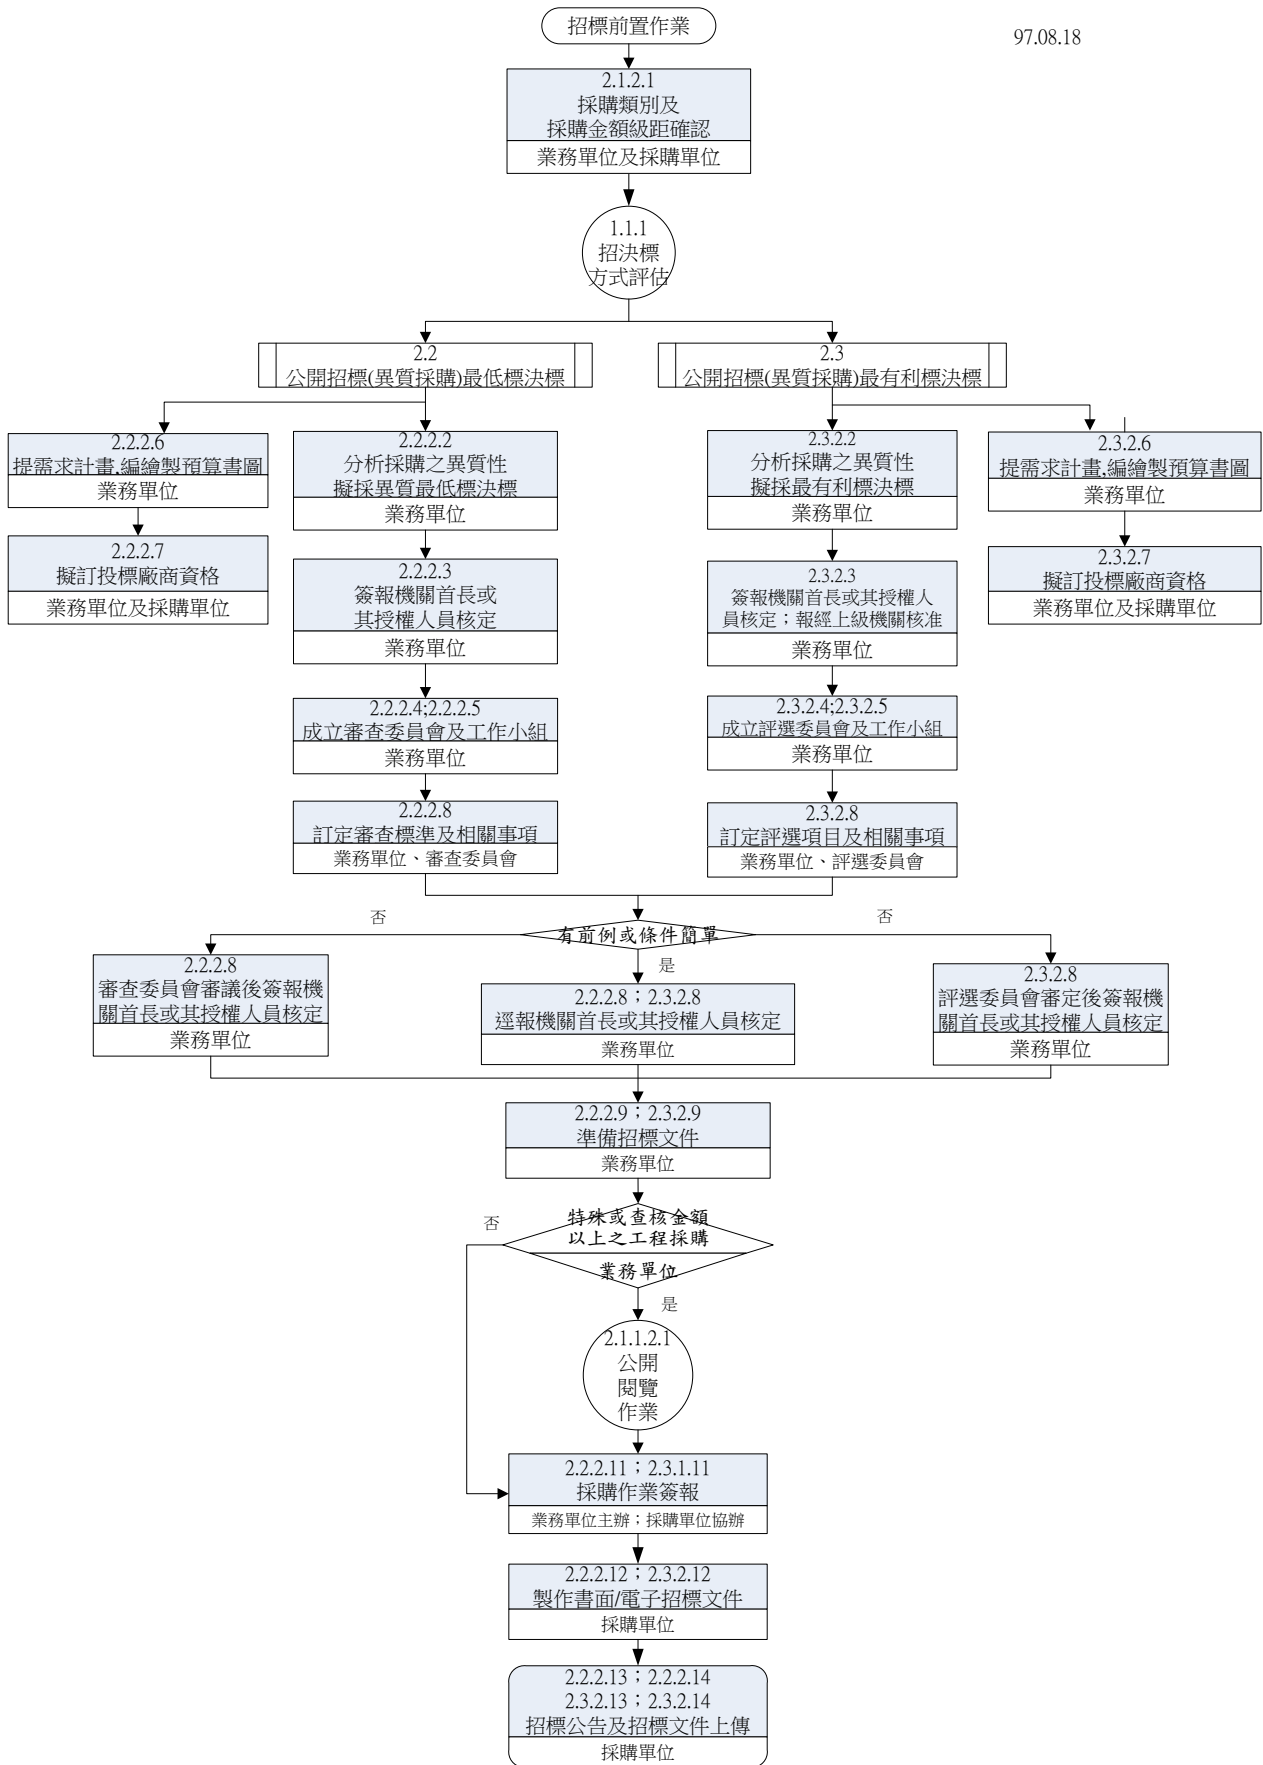 招標前置作業
97.08.18
2.1.2.1
採購類別及
採購金額級距確認
業務單位及採購單位
1.1.1
招決標
方式評估
2.2
公開招標(異質採購)最低標決標
2.3
公開招標(異質採購)最有利標決標
2.2.2.6
提需求計畫,編繪製預算書圖
業務單位
2.2.2.7
擬訂投標廠商資格
業務單位及採購單位
2.2.2.2
分析採購之異質性
擬採異質最低標決標
業務單位
2.2.2.3
簽報機關首長或
其授權人員核定
業務單位
2.2.2.4;2.2.2.5
成立審查委員會及工作小組
業務單位
2.2.2.8
訂定審查標準及相關事項
業務單位、審查委員會
2.3.2.2
分析採購之異質性
擬採最有利標決標
業務單位
2.3.2.3
簽報機關首長或其授權人
員核定；報經上級機關核准
業務單位
2.3.2.4;2.3.2.5
成立評選委員會及工作小組
業務單位
2.3.2.8
訂定評選項目及相關事項
業務單位、評選委員會
2.3.2.6
提需求計畫,編繪製預算書圖
業務單位
2.3.2.7
擬訂投標廠商資格
業務單位及採購單位
否
有前例或條件簡單
否
是
2.2.2.8
審查委員會審議後簽報機
關首長或其授權人員核定
業務單位
2.2.2.8；2.3.2.8
逕報機關首長或其授權人員核定
業務單位
2.3.2.8
評選委員會審定後簽報機
關首長或其授權人員核定
業務單位
2.2.2.9；2.3.2.9
準備招標文件
業務單位
否
特殊或查核金額
以上之工程採購
業務單位
是
2.1.1.2.1
公開
閱覽
作業
2.2.2.11；2.3.1.11
採購作業簽報
業務單位主辦；採購單位協辦
2.2.2.12；2.3.2.12
製作書面/電子招標文件
採購單位
2.2.2.13；2.2.2.14
2.3.2.13；2.3.2.14
招標公告及招標文件上傳
採購單位